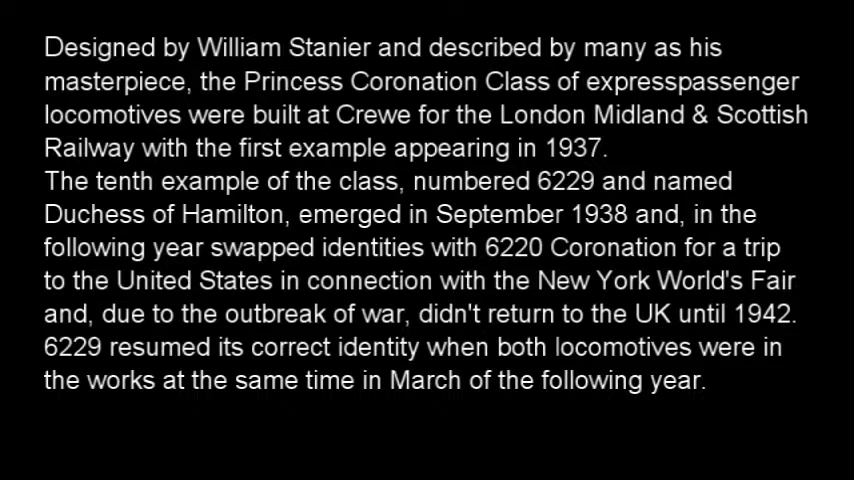 Designed by William Stanier and described by many as his
masterpiece, the Princess Coronation Class of expresspassenger
locomotives were built at Crewe for the London Midland & Scottish
Railway with the first example appearing in 1937.
The tenth example of the class, numbered 6229 and named
Duchess of Hamilton, emerged in September 1938 and, in the
following year swapped identities with 6220 Coronation for a trip
to the United States in connection with the New York World's Fair
and, due to the outbreak of war, didn't return to the UK until 1942.
6229 resumed its correct identity when both locomotives were in
the works at the same time in March of the following year.